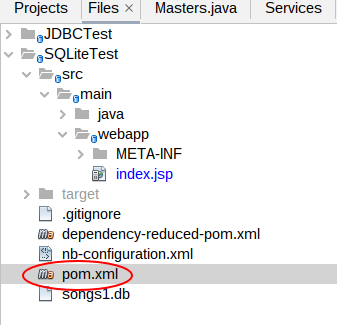 Projects Files × Masters.java Services
JDBCTest
SQLiteTest
src
main
java
webapp
META-INF
index.jsp
target
.gitignore
dependency-reduced-pom.xml
nb-configuration.xml
pom.xml
songs1.db